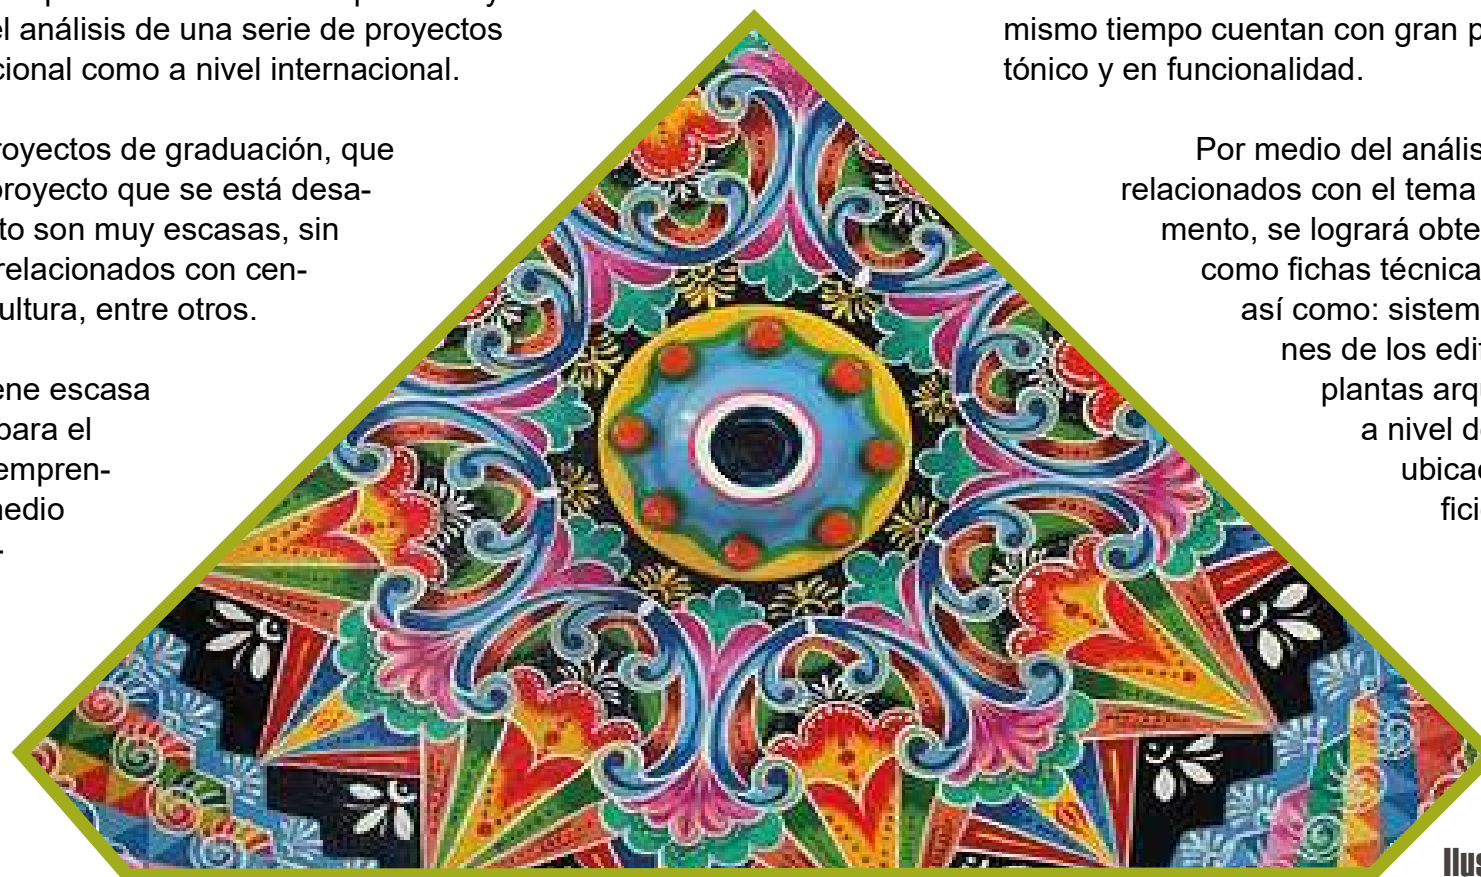 el análisis de una serie de proyectos
cional como a nivel internacional.
royectos de graduación, que
proyecto que se está desa-
to son muy escasas, sin
relacionados con cen-
ultura, entre otros.
ene escasa
para el
empren-
medio
mismo tiempo cuentan con gran p
tónico y en funcionalidad.
Por medio del anális
relacionados con el tema
mento, se logrará obte
como fichas técnica
así como: sistem
nes de los edi
plantas arq
a nivel d
ubica
fici
Ilus